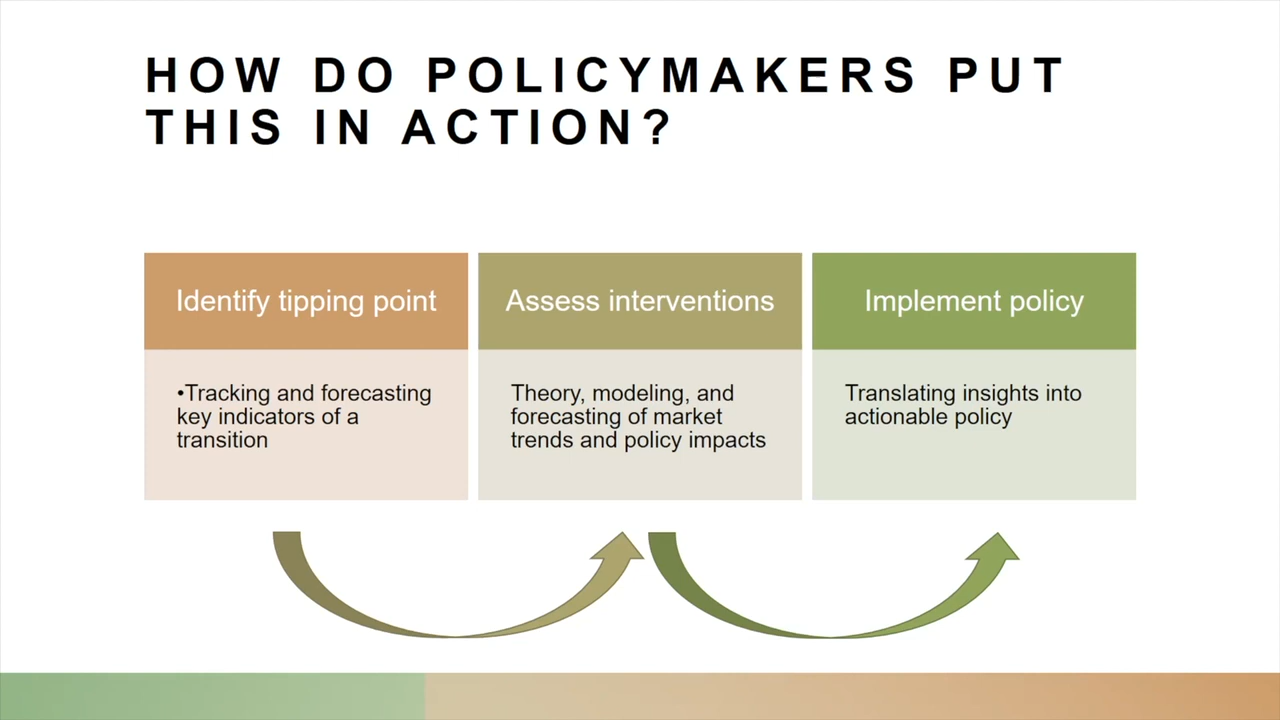 HOW DO POLICYMAKERS PUT
THIS IN ACTION?
Identify tipping point
•Tracking and forecasting
key indicators of a
transition
Assess interventions
Theory, modeling, and
forecasting of market
trends and policy impacts
Implement policy
Translating insights into
actionable policy